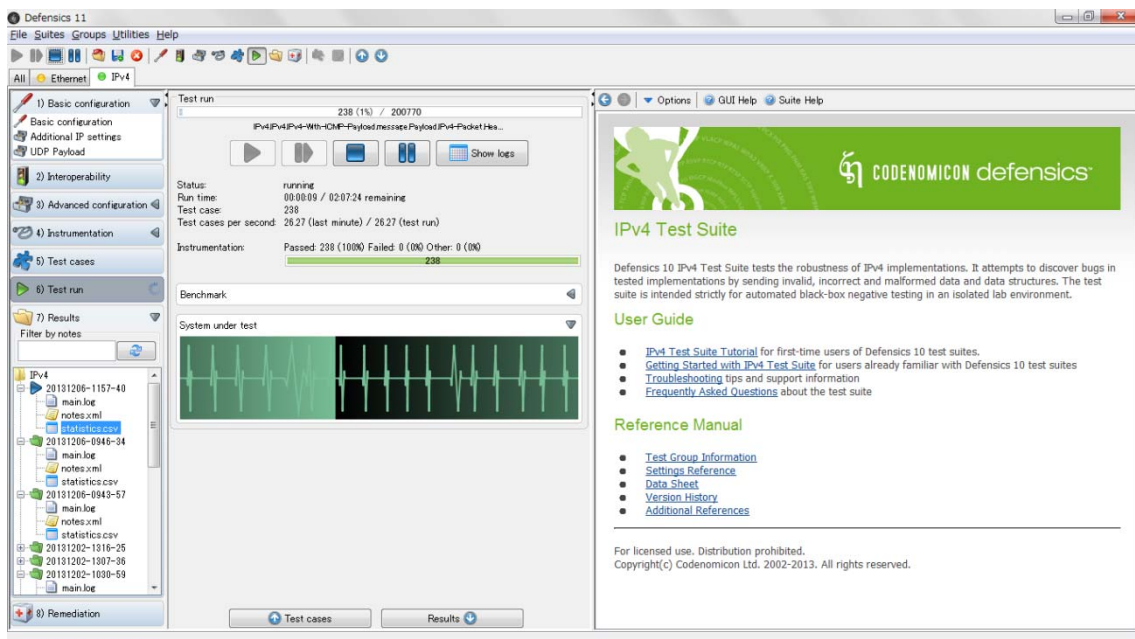 Defensics 11
File Suites Groups Utilities Help
All Ethernet IPv4
1) Basic configuration
Basic configuration
Additional IP settings
UDP Payload
2) Interoperability
3) Advanced configuration
4) Instrumentation
5) Test cases
6) Test run
7) Results
Filter by notes
IPv4
20131206-1157-40
main.log
notes.xml
statistics.csv
20131206-0946-34
main.log
notes.xml
statistics.csv
20131206-0943-57
main.log
notes.xml
statistics.csv
20131202-1316-25
20131202-1307-36
20131202-1030-59
main.log
8) Remediation
Test run
238 (1%) / 200770
IPv4.IPv4.IPv4-With-ICMP-Payload.message.Payload.IPv4-Packet.Hea...
Show logs
Status: running
Run time: 00:00:09 / 02:07:24 remaining
Test case: 238
Test cases per second: 26.27 (last minute) / 26.27 (test run)
Instrumentation: Passed: 238 (100%) Failed: 0 (0%) Other: 0 (0%)
238
Benchmark
System under test
Test cases Results
Options GUI Help Suite Help
CODENOMICON defensics
IPv4 Test Suite
Defensics 10 IPv4 Test Suite tests the robustness of IPv4 implementations. It attempts to discover bugs in
tested implementations by sending invalid, incorrect and malformed data and data structures. The test
suite is intended strictly for automated black-box negative testing in an isolated lab environment.
User Guide
IPv4 Test Suite Tutorial for first-time users of Defensics 10 test suites.
Getting Started with IPv4 Test Suite for users already familiar with Defensics 10 test suites
Troubleshooting tips and support information
Frequently Asked Questions about the test suite
Reference Manual
Test Group Information
Settings Reference
Data Sheet
Version History
Additional References
For licensed use. Distribution prohibited.
Copyright(c) Codenomicon Ltd. 2002-2013. All rights reserved.